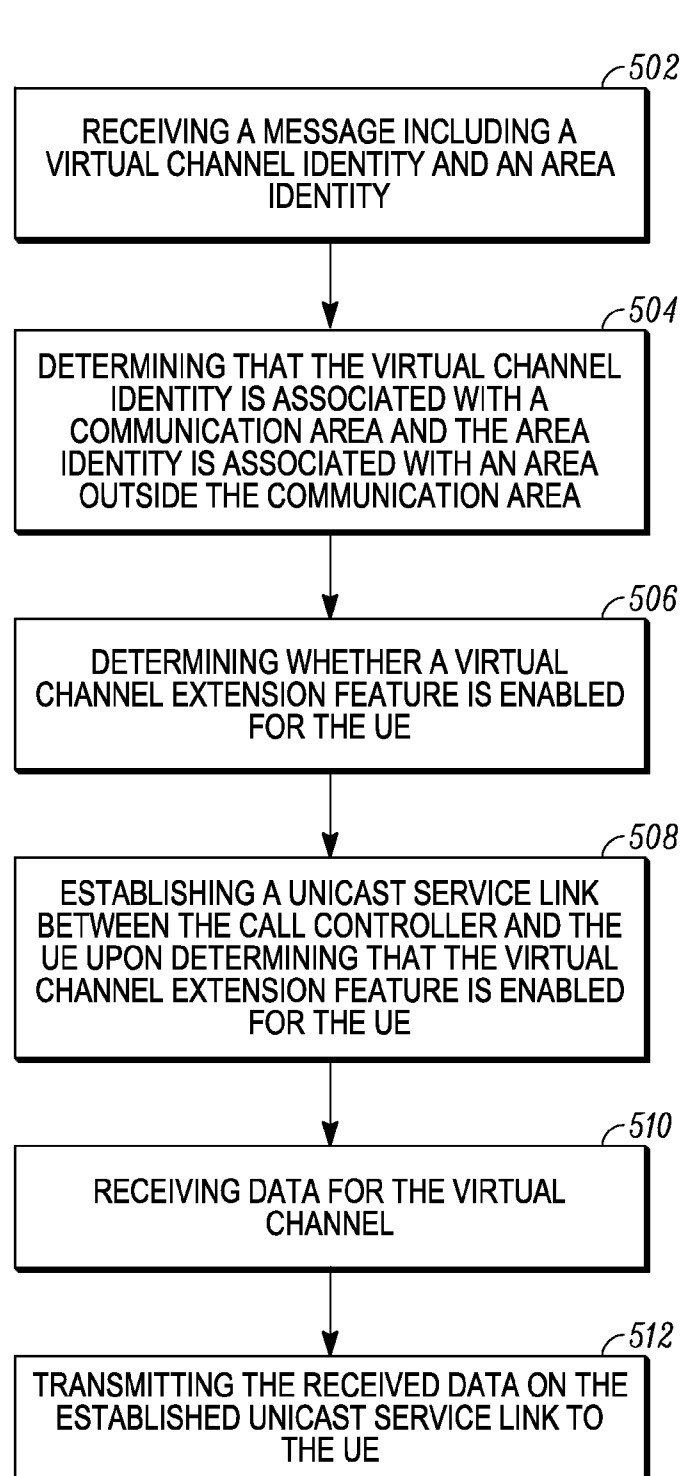 502
RECEIVING A MESSAGE INCLUDING A
VIRTUAL CHANNEL IDENTITY AND AN AREA
IDENTITY
504
DETERMINING THAT THE VIRTUAL CHANNEL
IDENTITY IS ASSOCIATED WITH A
COMMUNICATION AREA AND THE AREA
IDENTITY IS ASSOCIATED WITH AN AREA
OUTSIDE THE COMMUNICATION AREA
506
DETERMINING WHETHER A VIRTUAL
CHANNEL EXTENSION FEATURE IS ENABLED
FOR THE UE
508
ESTABLISHING A UNICAST SERVICE LINK
BETWEEN THE CALL CONTROLLER AND THE
UE UPON DETERMINING THAT THE VIRTUAL
CHANNEL EXTENSION FEATURE IS ENABLED
FOR THE UE
510
RECEIVING DATA FOR THE VIRTUAL
CHANNEL
512
TRANSMITTING THE RECEIVED DATA ON THE
ESTABLISHED UNICAST SERVICE LINK TO
THE UE